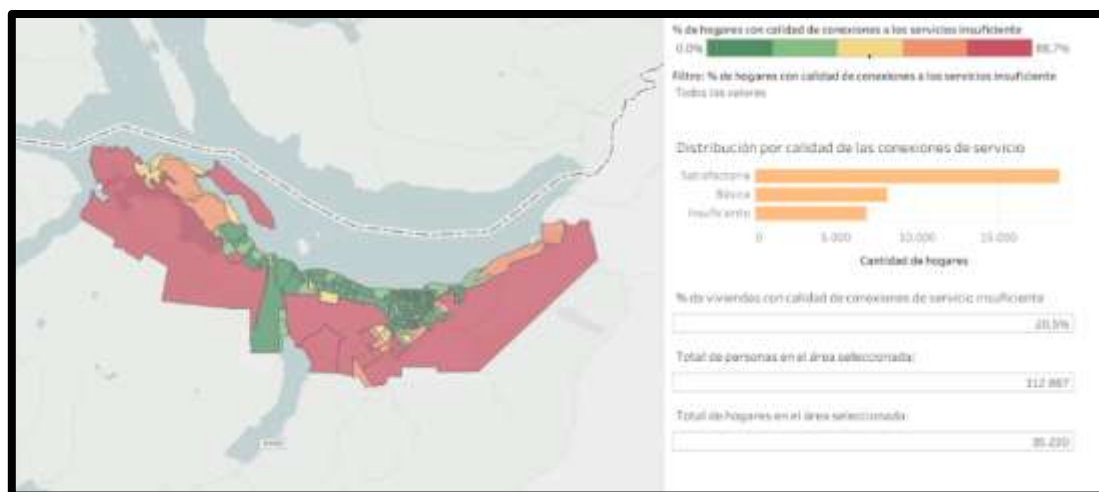 % de hogares con calidad de conexiones a los servicios insuficiente
0,0%
Filtro: % de hogares con calidad de conexiones a los servicios insuficiente
Todos los valores
Distribución por calidad de las conexiones de servicio
Satisfactoria
Básica
Insuficiente
0 5.000 10.000 15.000
Cantidad de hogares
% de viviendas con calidad de conexiones de servicio insuficiente
20,5%
Total de personas en el área seleccionada:
Total de hogares en el área seleccionada: